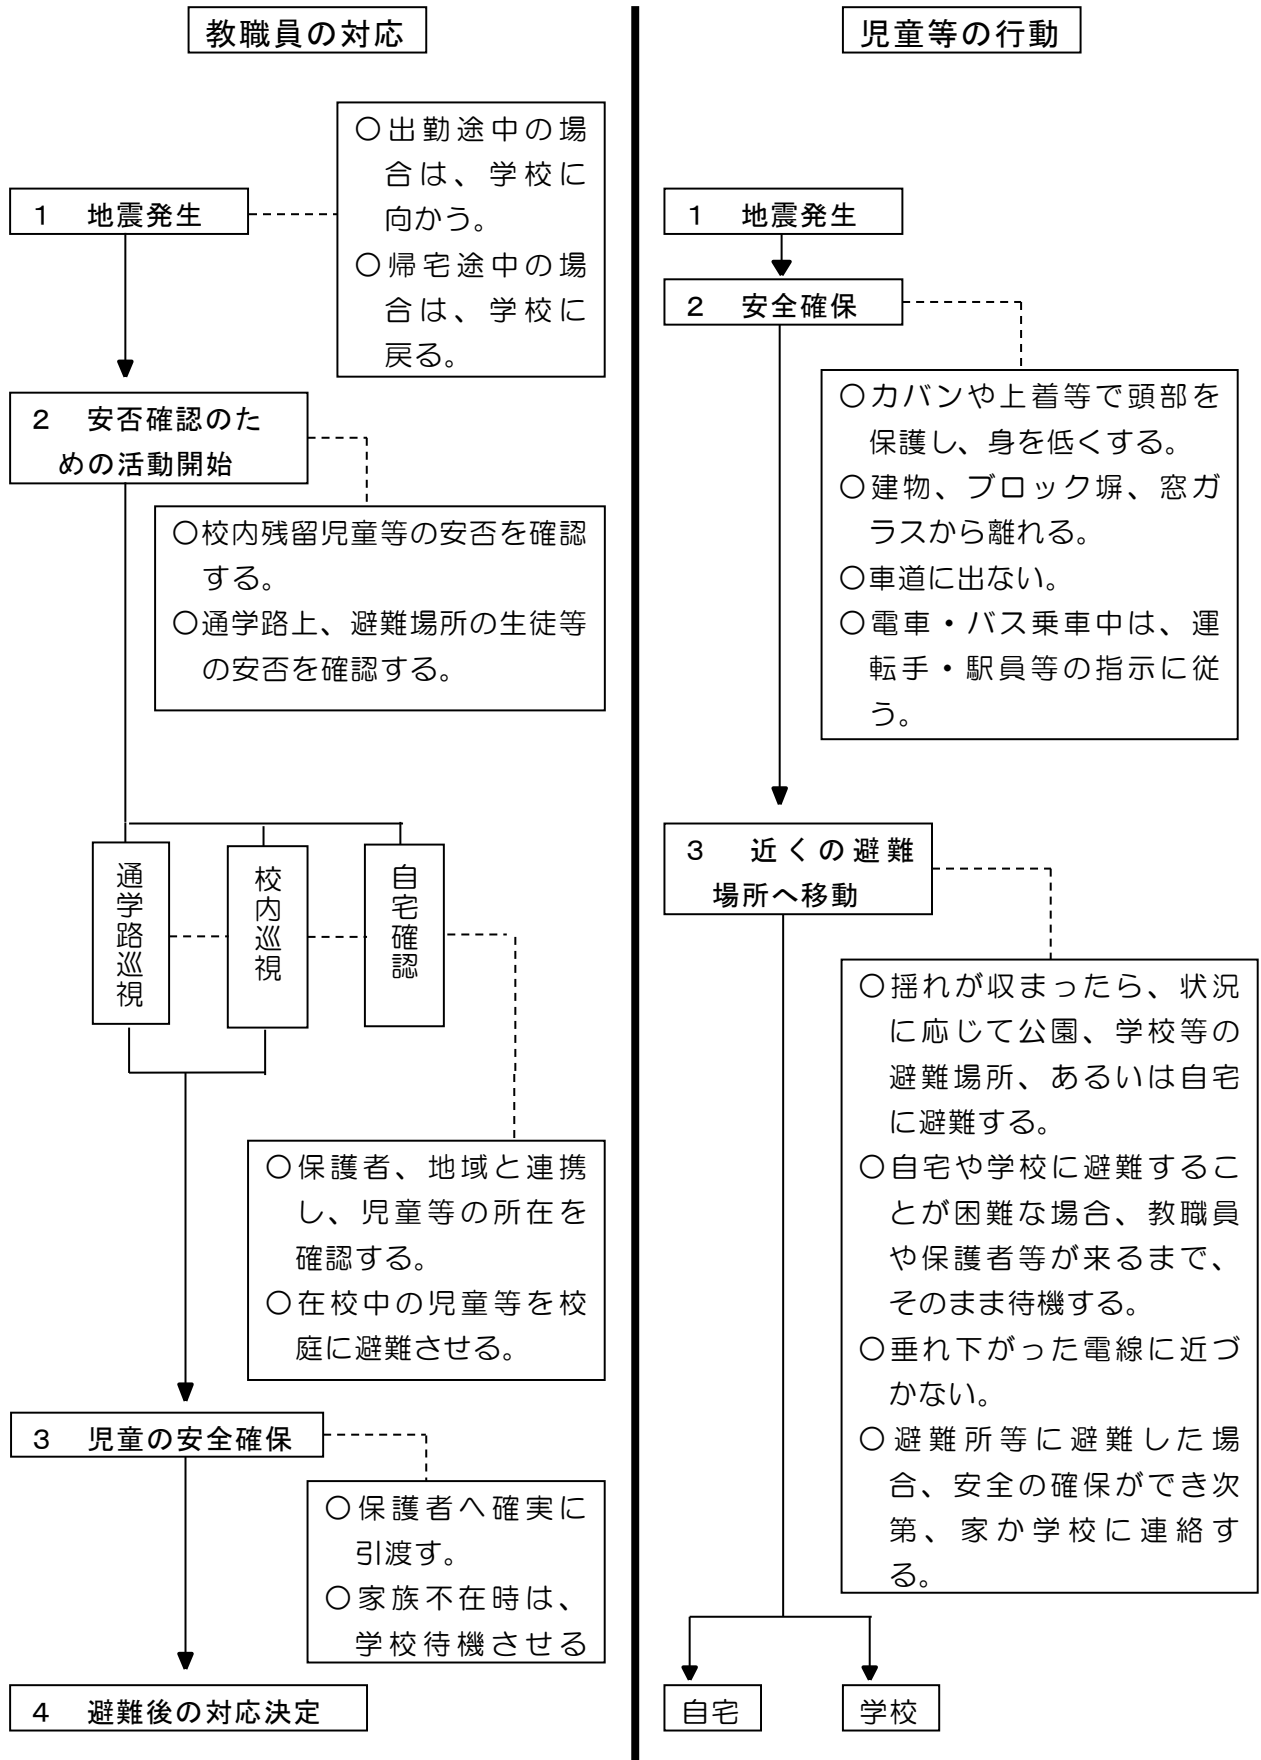 教職員の対応
○出勤途中の場
合は、学校に
向かう。
○帰宅途中の場
合は、学校に
戻る。
1　地震発生
2　安否確認のた
めの活動開始
○校内残留児童等の安否を確認
する。
○通学路上、避難場所の生徒等
の安否を確認する。
通学路巡視
校内巡視
自宅確認
○保護者、地域と連携
し、児童等の所在を
確認する。
○在校中の児童等を校
庭に避難させる。
3　児童の安全確保
○保護者へ確実に
引渡す。
○家族不在時は、
学校待機させる
4　避難後の対応決定
児童等の行動
1　地震発生
2　安全確保
○カバンや上着等で頭部を
保護し、身を低くする。
○建物、ブロック塀、窓ガ
ラスから離れる。
○車道に出ない。
○電車・バス乗車中は、運
転手・駅員等の指示に従
う。
3　近くの避難
場所へ移動
○揺れが収まったら、状況
に応じて公園、学校等の
避難場所、あるいは自宅
に避難する。
○自宅や学校に避難するこ
とが困難な場合、教職員
や保護者等が来るまで、
そのまま待機する。
○垂れ下がった電線に近づ
かない。
○避難所等に避難した場
合、安全の確保ができ次
第、家か学校に連絡す
る。
自宅
学校